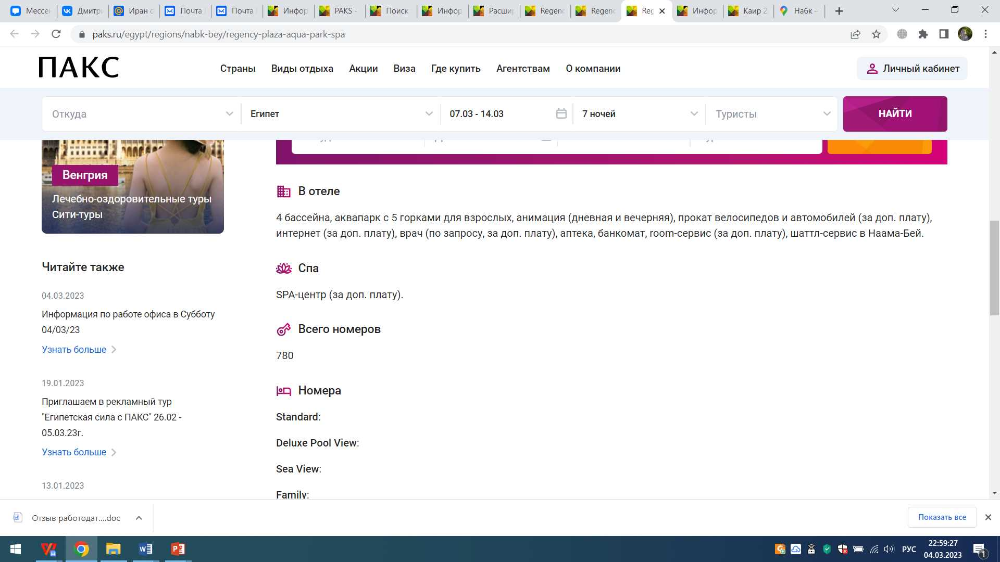 Мессен
Дмитри
Иран с
Почта
Почта
Инфор
PAKS -
Поиск
Инфор
Расшир
Regenc
Regenc
Reg
Инфор
Каир 2
Набк –
paks.ru/egypt/regions/nabk-bey/regency-plaza-aqua-park-spa
ПАКС
Страны
Виды отдыха
Акции
Виза
Где купить
Агентствам
О компании
Личный кабинет
Откуда
Египет
07.03 - 14.03
7 ночей
Туристы
НАЙТИ
Венгрия
Лечебно-оздоровительные туры
Сити-туры
Читайте также
04.03.2023
Информация по работе офиса в Субботу
04/03/23
Узнать больше
19.01.2023
Приглашаем в рекламный тур
"Египетская сила с ПАКС" 26.02 -
05.03.23г.
Узнать больше
13.01.2023
В отеле
4 бассейна, аквапарк с 5 горками для взрослых, анимация (дневная и вечерняя), прокат велосипедов и автомобилей (за доп. плату),
интернет (за доп. плату), врач (по запросу, за доп. плату), аптека, банкомат, room-сервис (за доп. плату), шаттл-сервис в Наама-Бей.
Спа
SPA-центр (за доп. плату).
Всего номеров
780
Номера
Standard:
Deluxe Pool View:
Sea View:
Family:
Отзыв работодат....doc
Показать все
РУС
22:59:27
04.03.2023
1